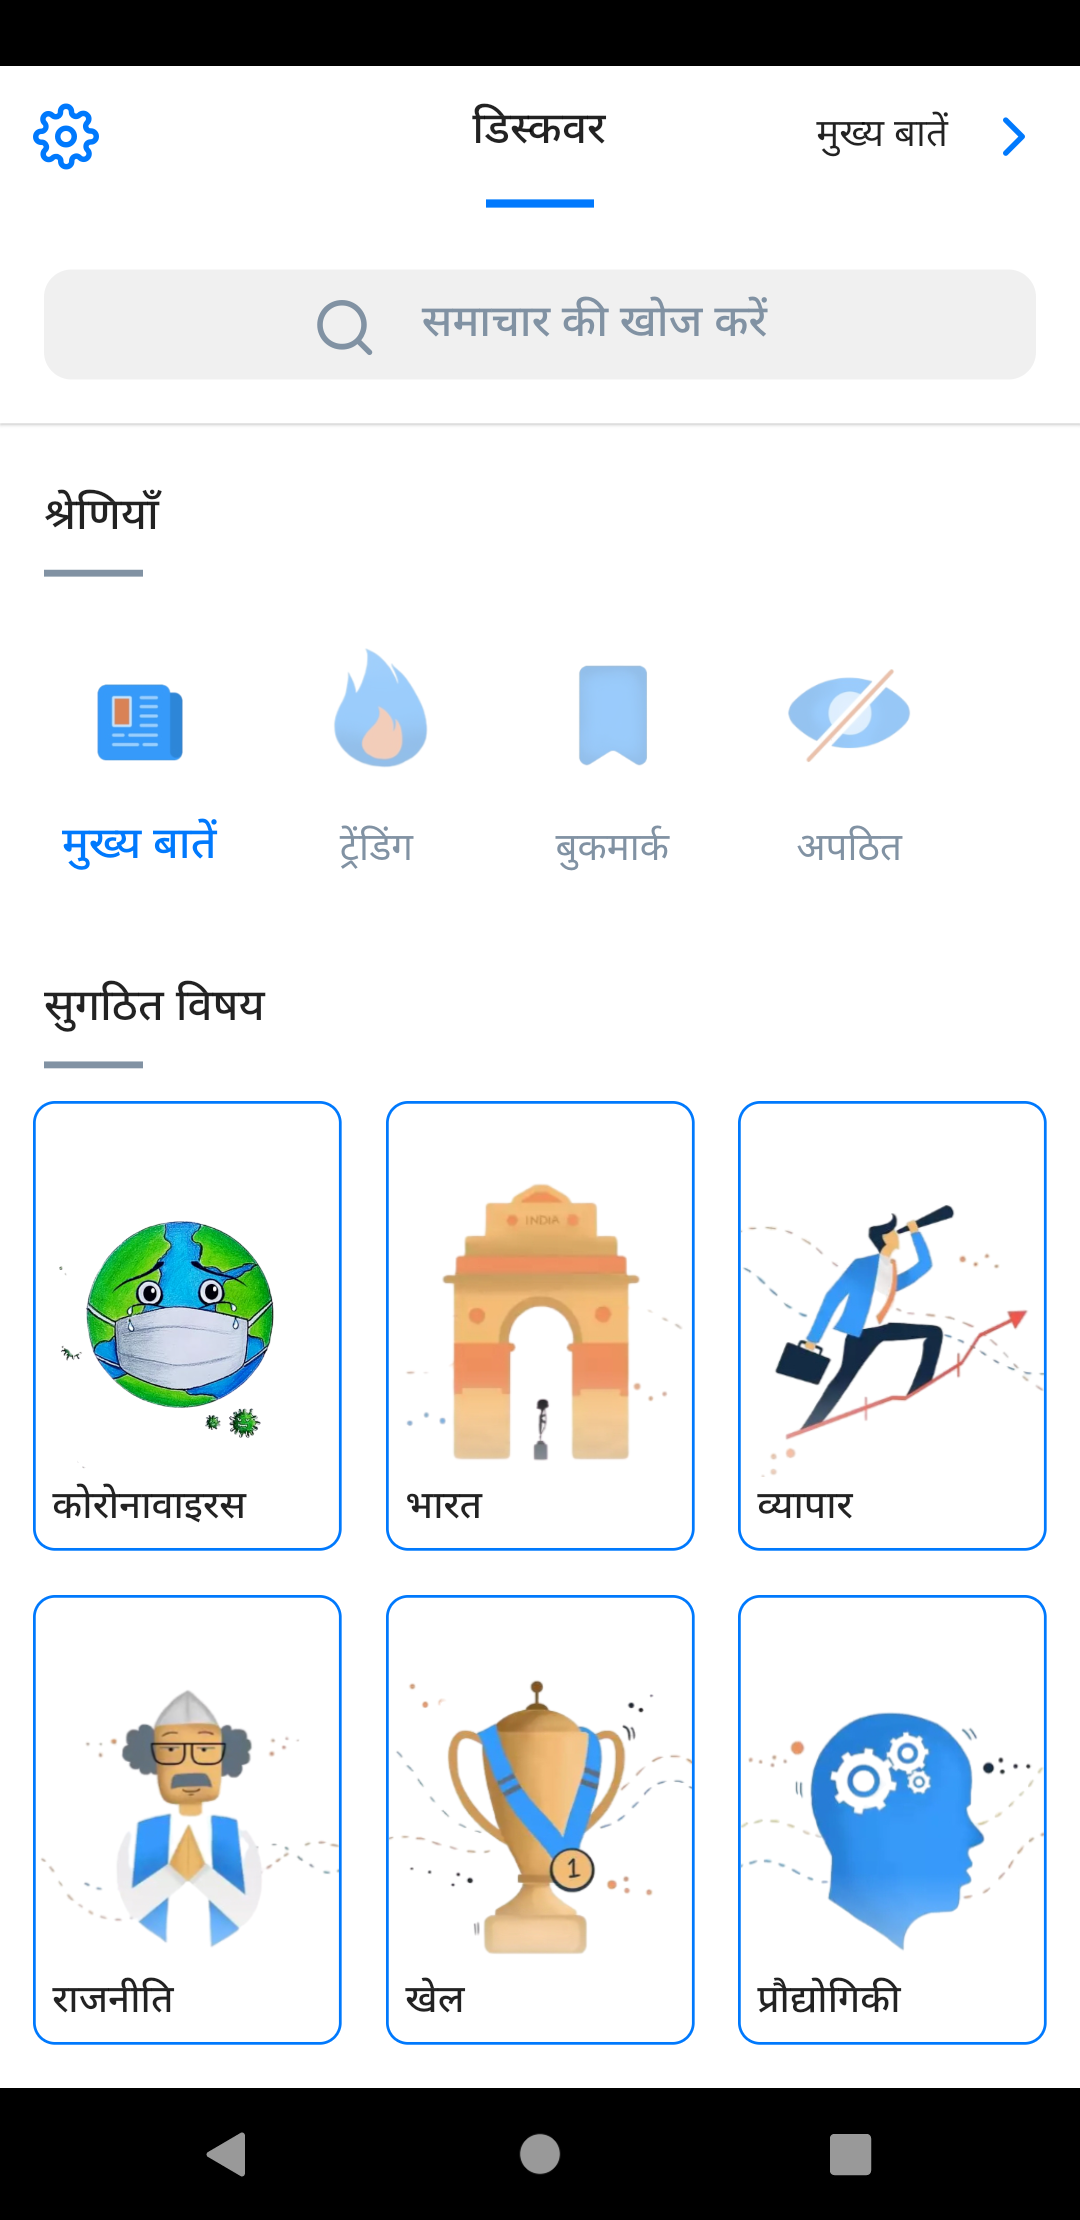 डिस्कवर
मुख्य बातें
समाचार की खोज करें
श्रेणियाँ
मुख्य बातें
ट्रेंडिंग
बुकमार्क
अपठित
सुगठित विषय
INDIA
कोरोनावाइरस
भारत
व्यापार
1
राजनीति
खेल
प्रौद्योगिकी